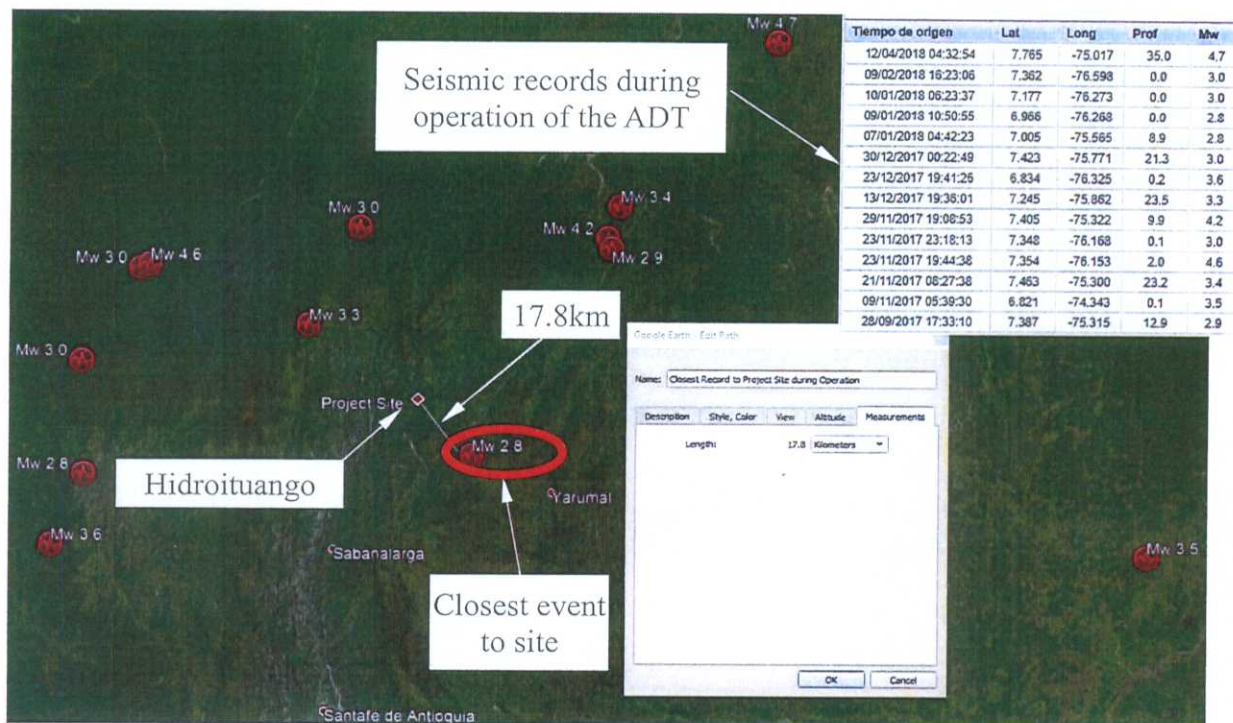 Mw 4.7
Seismic records during
operation of the ADT
Tiempo de origen Lat Long Prof Mw
12/04/2018 04:32:54 7.765 -75.017 35.0 4.7
09/02/2018 16:23:06 7.362 -76.598 0.0 3.0
10/01/2018 06:23:37 7.177 -76.273 0.0 3.0
09/01/2018 10:50:55 6.966 -76.268 0.0 2.8
07/01/2018 04:42:23 7.005 -75.565 8.9 2.8
30/12/2017 00:22:49 7.423 -75.771 21.3 3.0
23/12/2017 19:41:26 6.834 -76.325 0.2 3.6
13/12/2017 19:36:01 7.245 -75.862 23.5 3.3
29/11/2017 19:08:53 7.405 -75.322 9.9 4.2
23/11/2017 23:18:13 7.348 -76.168 0.1 3.0
23/11/2017 19:44:38 7.354 -76.153 2.0 4.6
21/11/2017 08:27:38 7.463 -75.300 23.2 3.4
09/11/2017 05:39:30 6.821 -74.343 0.1 3.5
28/09/2017 17:33:10 7.387 -75.315 12.9 2.9
Mw 3.4
Mw 3.0
Mw 4.2
Mw 2.9
Mw 3.0 Mw 4.6
17.8km
Mw 3.3
Mw 3.0
Google Earth - Edit Path
Name: Closest Record to Project Site during Operation
Description Style, Color View Altitude Measurements
Length: 17.8 Kilometers
OK Cancel
Project Site
Mw 2.8
Mw 2.8
Hidroituango
Yarumal
Mw 3.6
Sabanalarga
Mw 3.5
Closest event
to site
Santafe de Antioquia